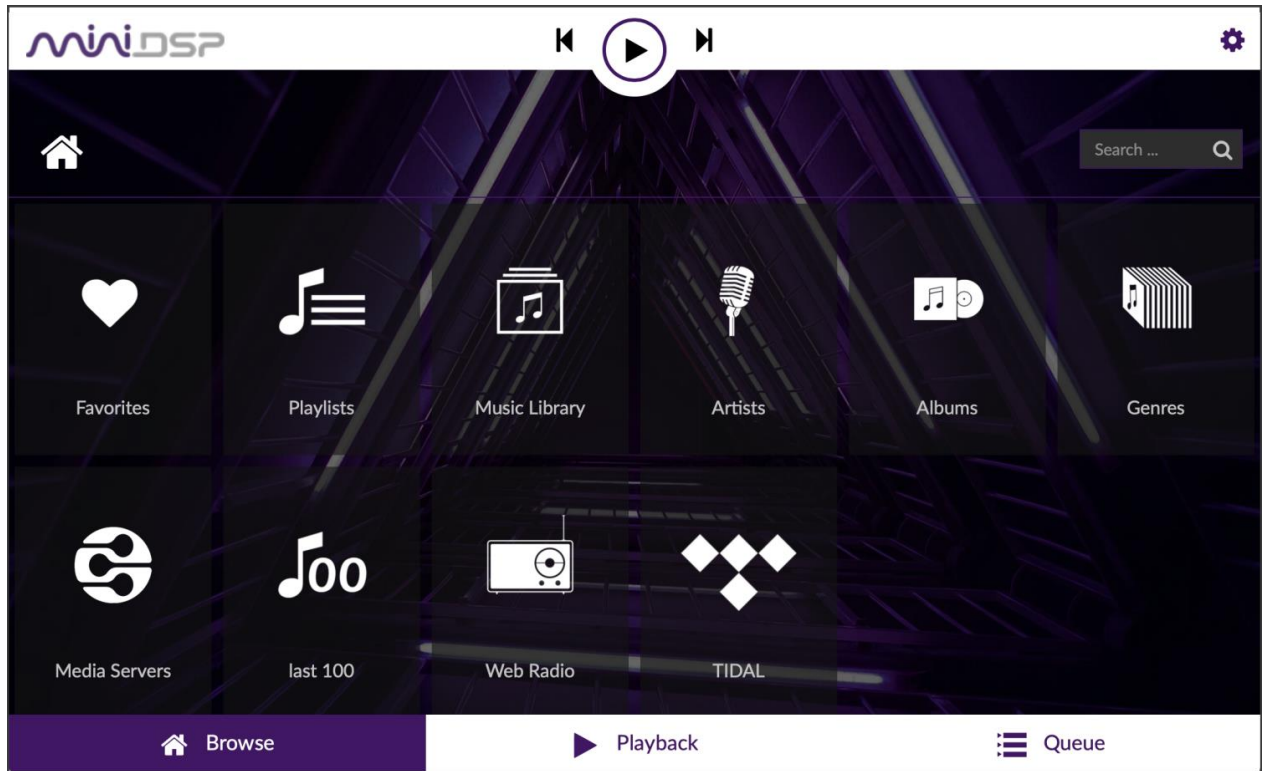 miniDSP
Search ...
Favorites
Playlists
Music Library
Artists
Albums
Genres
Media Servers
last 100
Web Radio
TIDAL
Browse
Playback
Queue